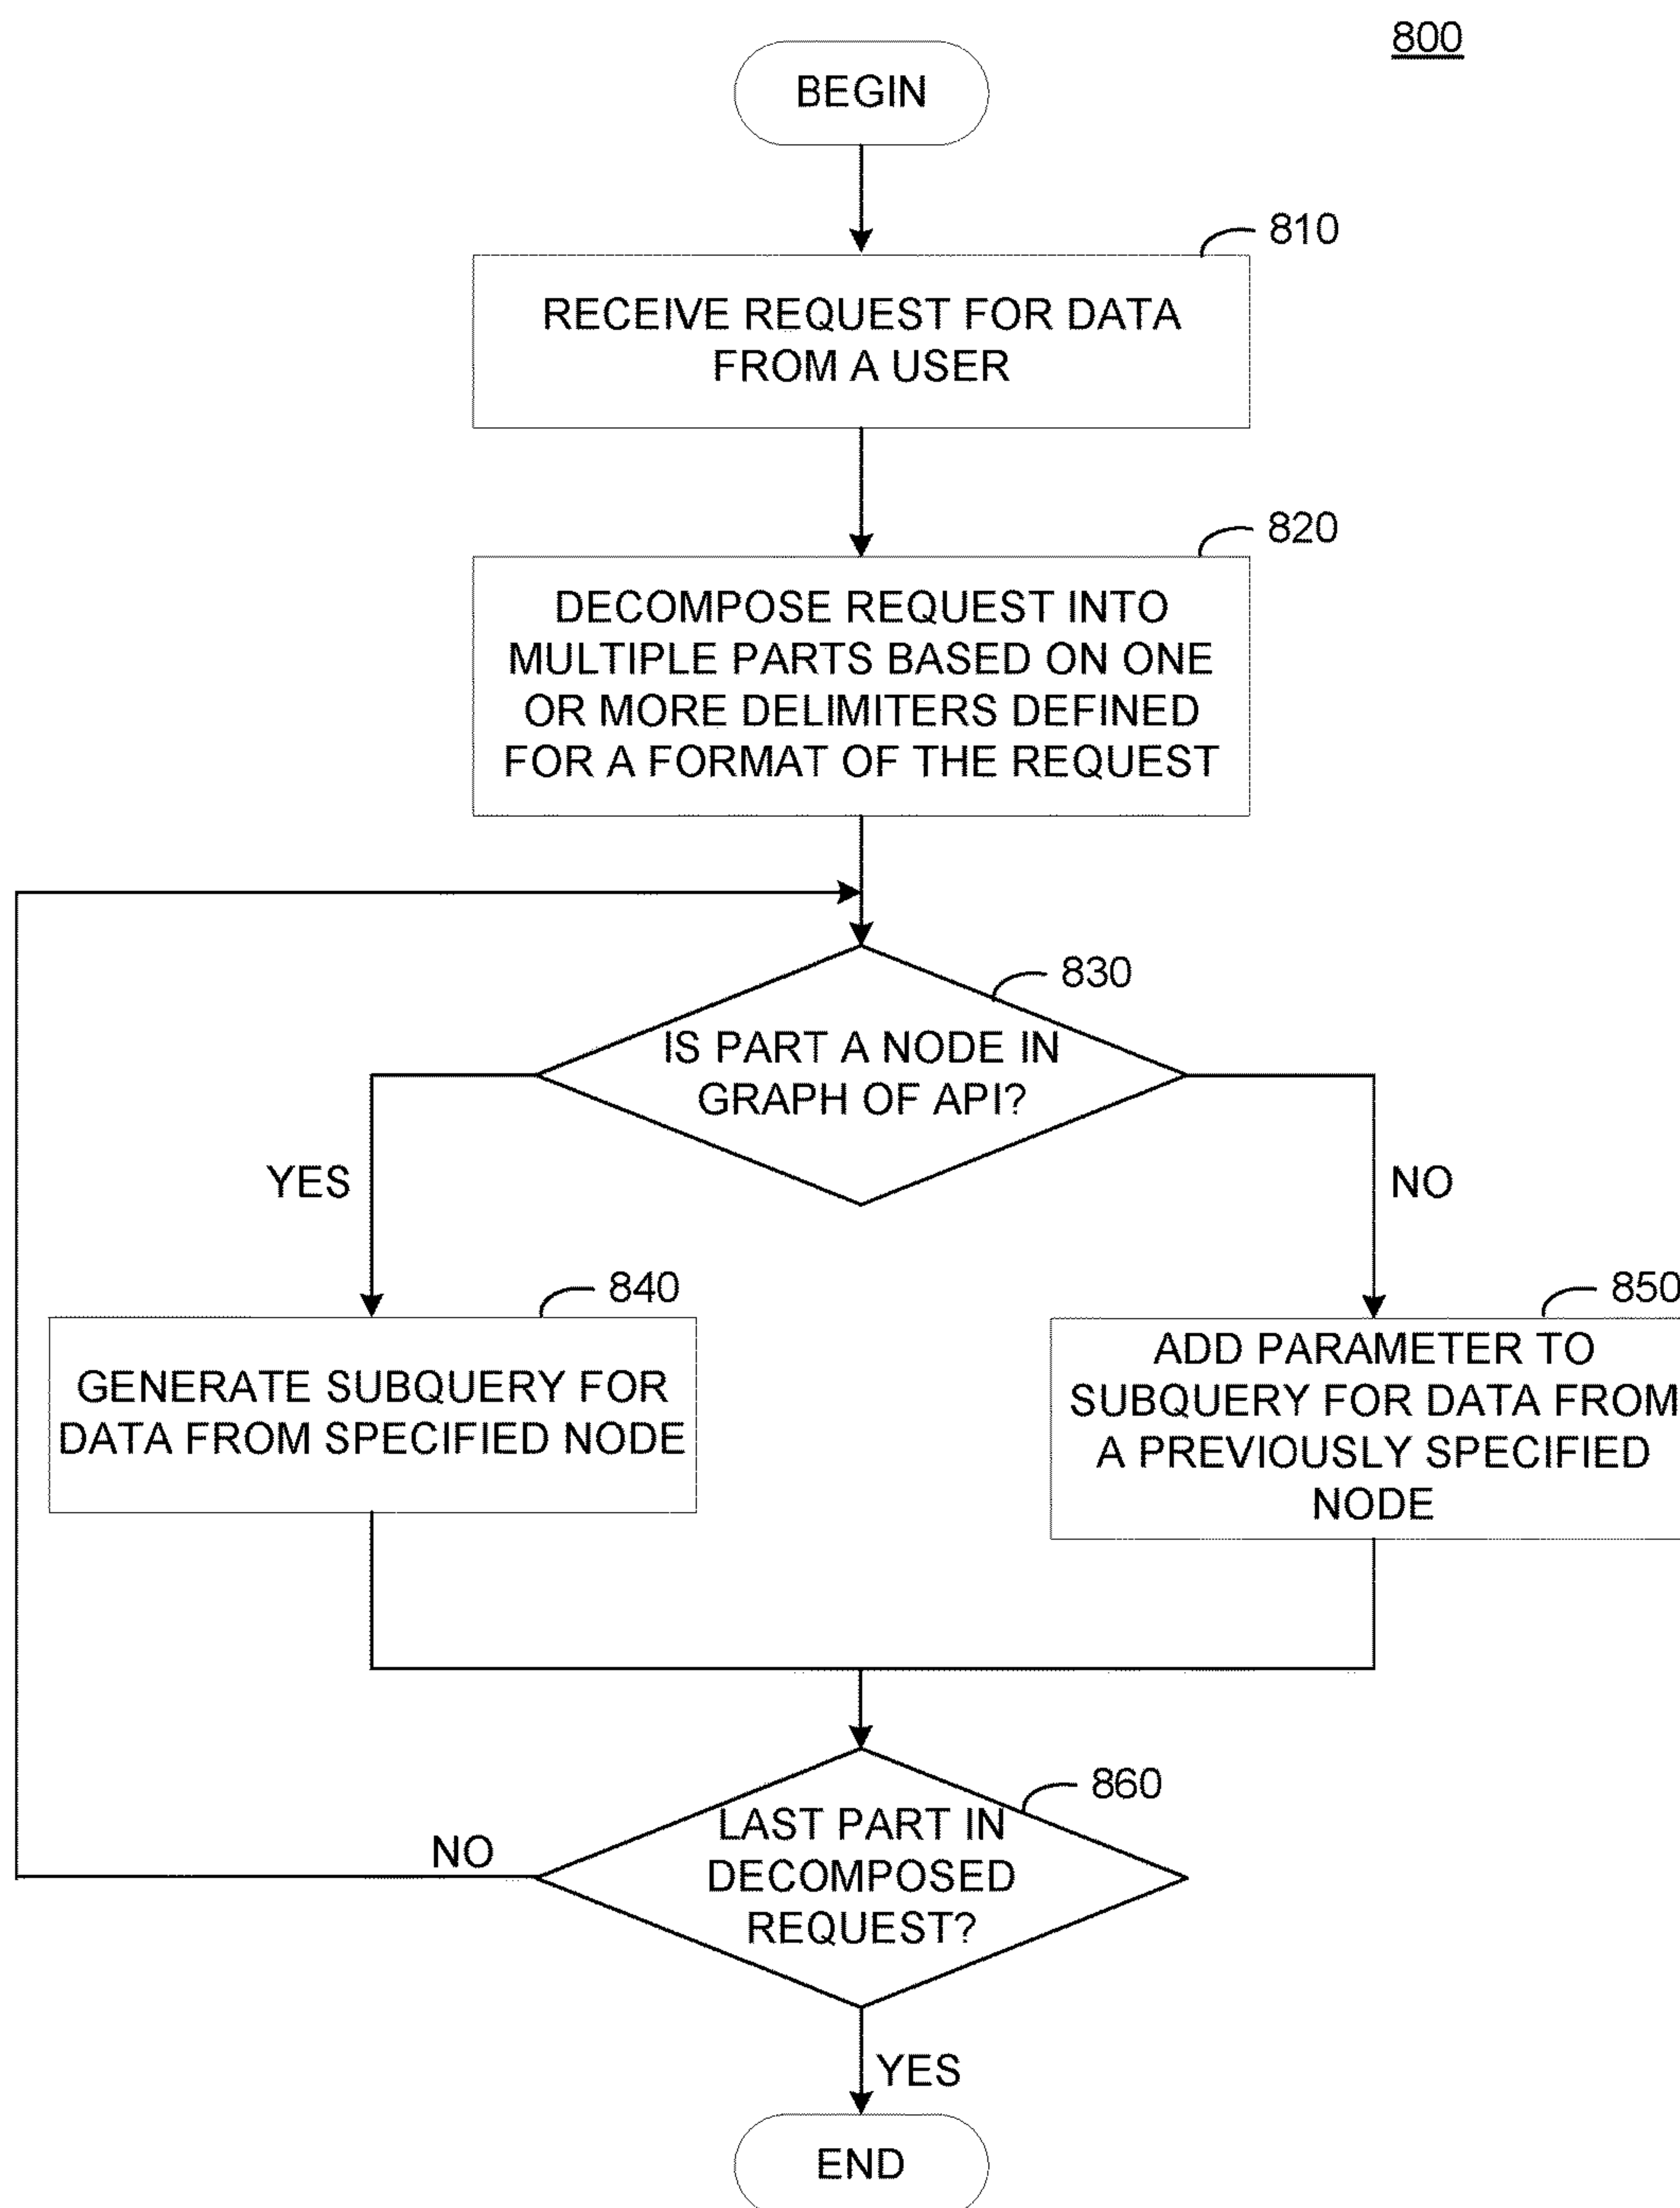 800
BEGIN
810
RECEIVE REQUEST FOR DATA
FROM A USER
820
DECOMPOSE REQUEST INTO
MULTIPLE PARTS BASED ON ONE
OR MORE DELIMITERS DEFINED
FOR A FORMAT OF THE REQUEST
830
IS PART A NODE IN
GRAPH OF API?
YES
NO
840
GENERATE SUBQUERY FOR
DATA FROM SPECIFIED NODE
850
ADD PARAMETER TO
SUBQUERY FOR DATA FROM
A PREVIOUSLY SPECIFIED
NODE
860
LAST PART IN
DECOMPOSED
REQUEST?
NO
YES
END